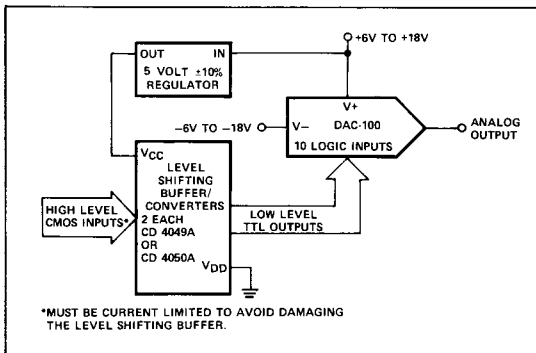 +6V TO +18V
OUT IN
5 VOLT ±10%
REGULATOR
V+
−6V TO −18V
V−
DAC-100
10 LOGIC INPUTS
ANALOG
OUTPUT
VCC
LEVEL
SHIFTING
BUFFER/
CONVERTERS
2 EACH
CD 4049A
OR
CD 4050A
VDD
HIGH LEVEL
CMOS INPUTS*
LOW LEVEL
TTL OUTPUTS
*MUST BE CURRENT LIMITED TO AVOID DAMAGING
THE LEVEL SHIFTING BUFFER.